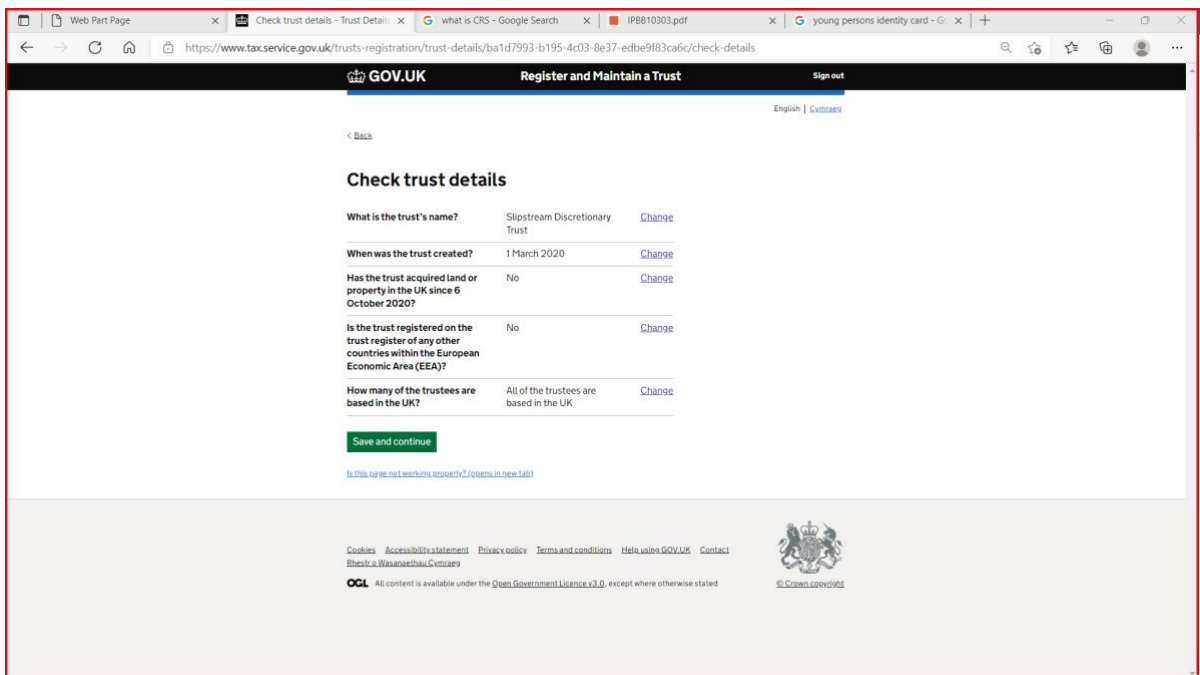 Web Part Page
Check trust details - Trust Details
what is CRS - Google Search
IPBB10303.pdf
young persons identity card - Go
https://www.tax.service.gov.uk/trusts-registration/trust-details/ba1d7993-b195-4c03-8e37-edbe9f83ca6c/check-details
GOV.UK Register and Maintain a Trust Sign out
English | Cymraeg
< Back
Check trust details
What is the trust's name? Slipstream Discretionary Change
Trust
When was the trust created? 1 March 2020 Change
Has the trust acquired land or No Change
property in the UK since 6
October 2020?
Is the trust registered on the No Change
trust register of any other
countries within the European
Economic Area (EEA)?
How many of the trustees are All of the trustees are Change
based in the UK? based in the UK
Save and continue
Is this page not working properly? (opens in new tab)
Cookies Accessibility statement Privacy policy Terms and conditions Help using GOV.UK Contact
Rhestr o Wasanaethau Cymraeg
OGL All content is available under the Open Government Licence v3.0, except where otherwise stated
© Crown copyright